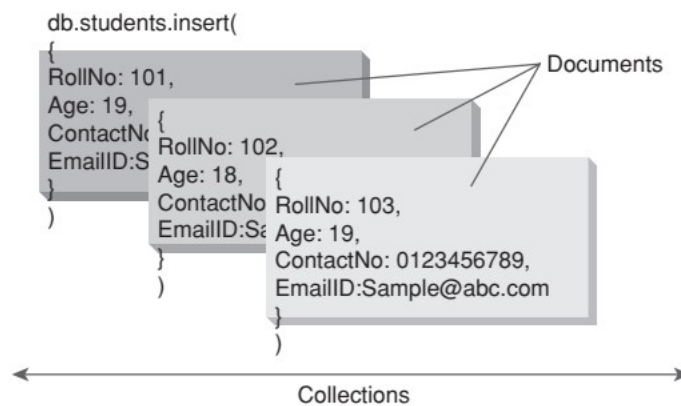 db.students.insert(
{
RollNo: 101,
Age: 19,
ContactNo
EmailID:S
}
)
{
RollNo: 102,
Age: 18,
ContactNo
EmailID:Sa
}
)
{
RollNo: 103,
Age: 19,
ContactNo: 0123456789,
EmailID:Sample@abc.com
}
)
Documents
Collections